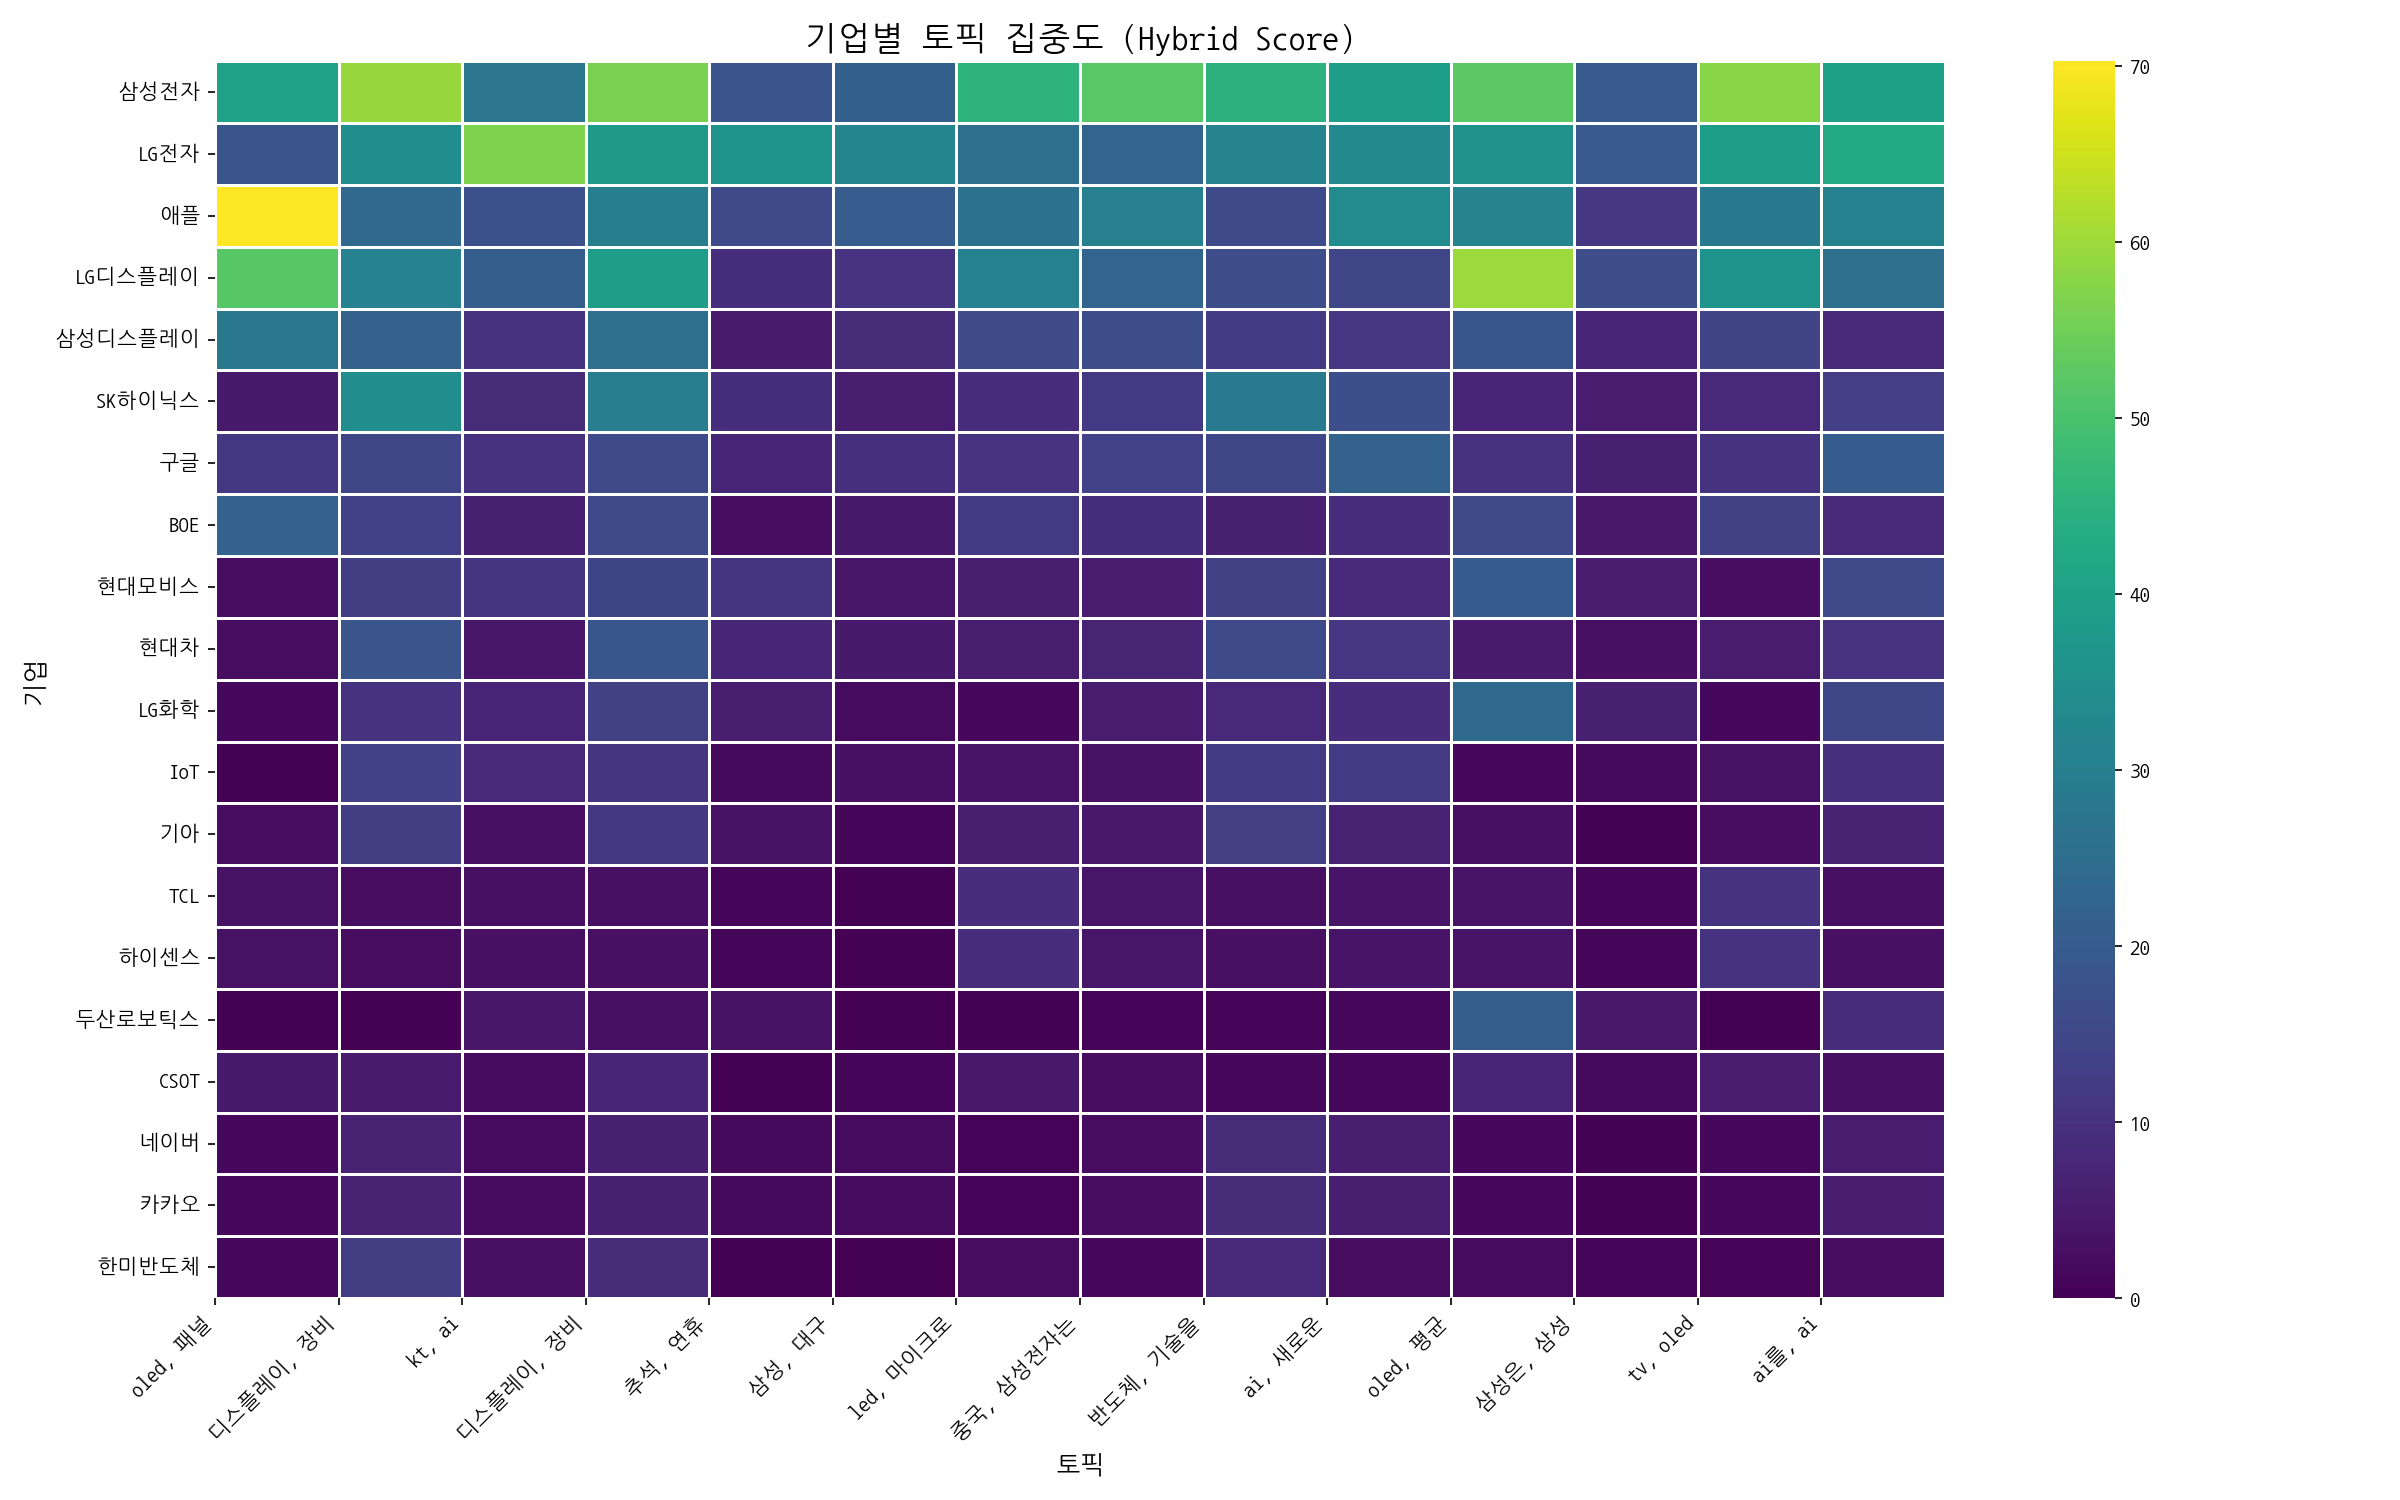 기업별 토픽 집중도 (Hybrid Score)
기업
삼성전자
LG전자
애플
LG디스플레이
삼성디스플레이
SK하이닉스
구글
BOE
현대모비스
현대차
LG화학
IoT
기아
TCL
하이센스
두산로보틱스
CSOT
네이버
카카오
한미반도체
oled, 패널
디스플레이, 장비
kt, ai
디스플레이, 장비
추석, 연휴
삼성, 대구
led, 마이크로
중국, 삼성전자는
반도체, 기술을
ai, 새로운
oled, 평균
삼성은, 삼성
tv, oled
ai를, ai
토픽
70
60
50
40
30
20
10
0